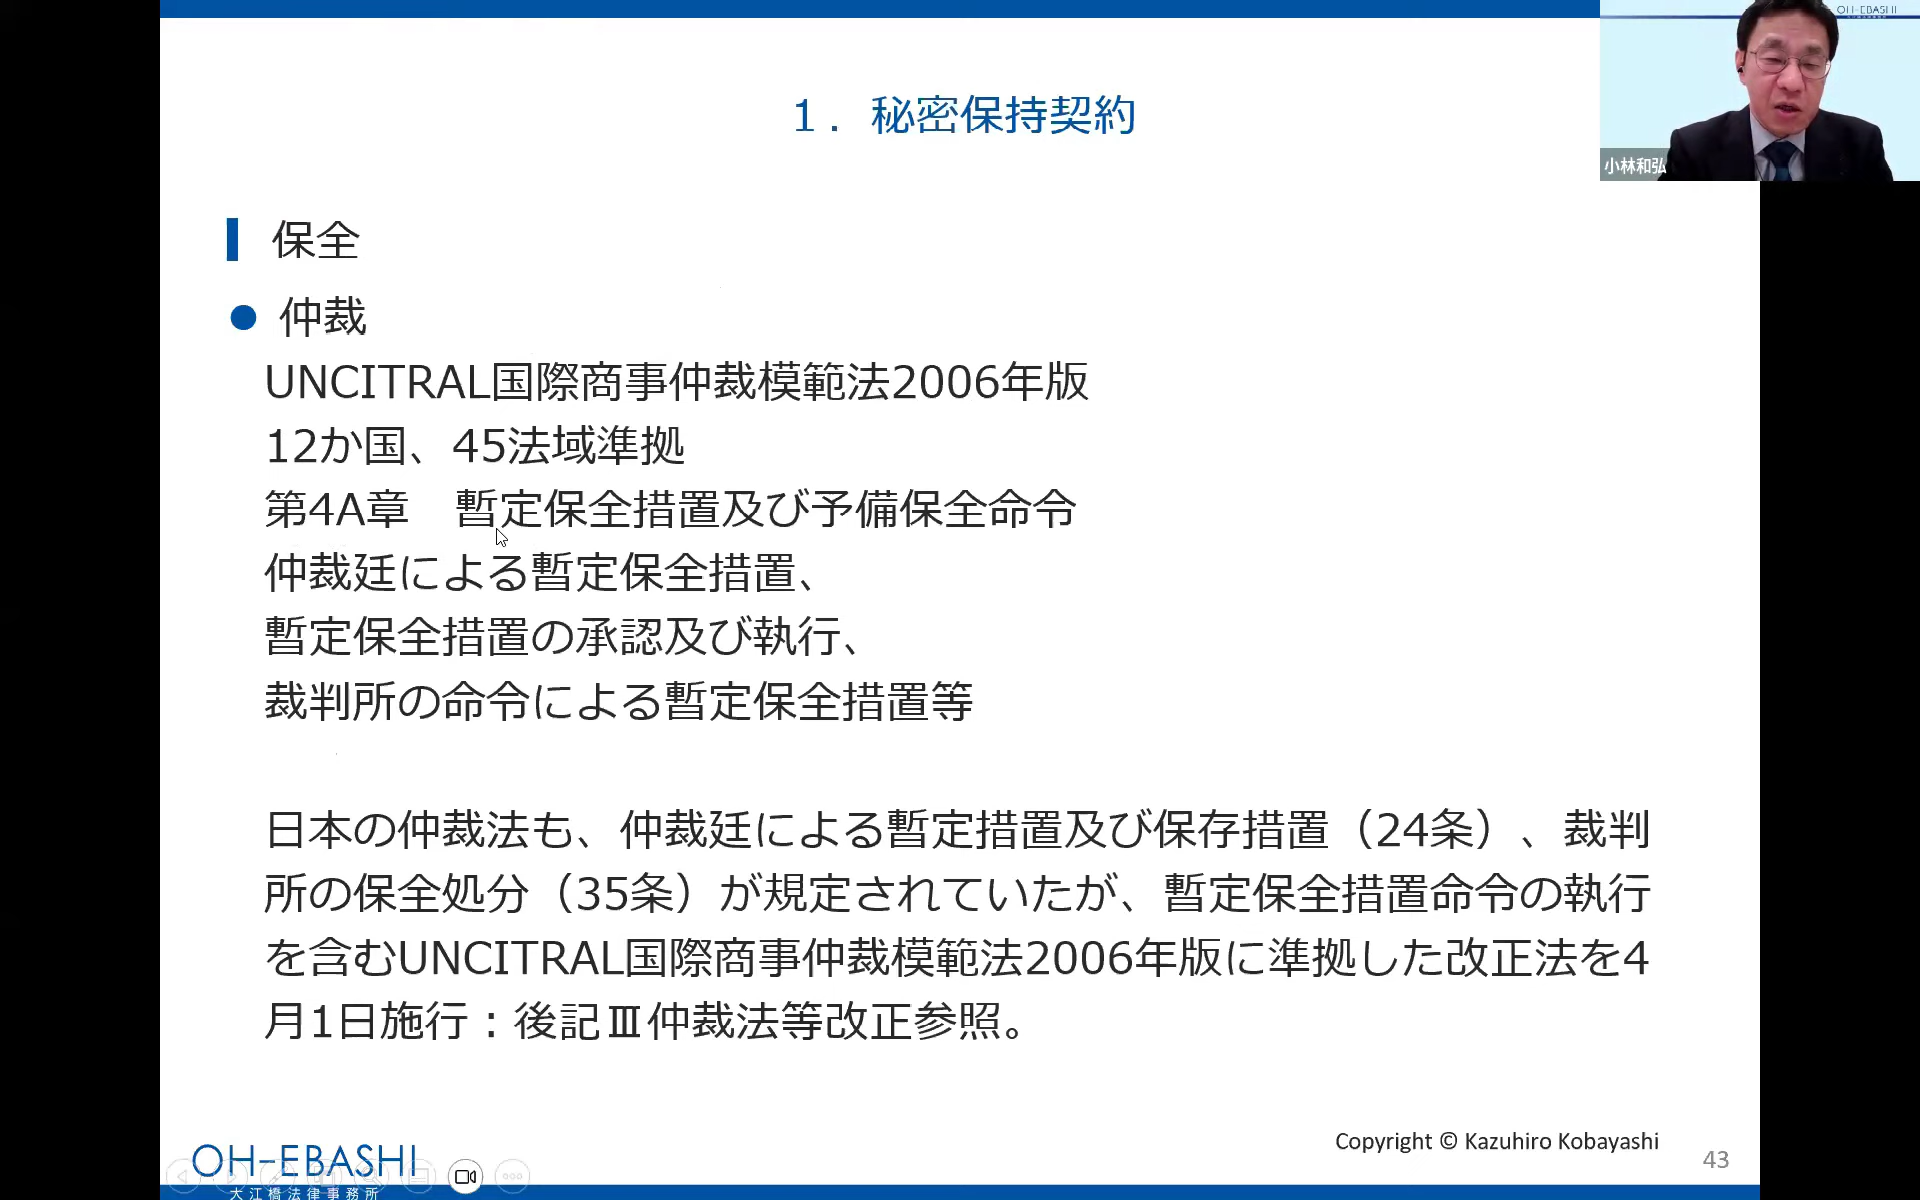 OH-EBASHI
小林和弘
1．秘密保持契約
保全
仲裁
UNCITRAL国際商事仲裁模範法2006年版
12か国、45法域準拠
第4A章　暫定保全措置及び予備保全命令
仲裁廷による暫定保全措置、
暫定保全措置の承認及び執行、
裁判所の命令による暫定保全措置等
日本の仲裁法も、仲裁廷による暫定措置及び保存措置（24条）、裁判
所の保全処分（35条）が規定されていたが、暫定保全措置命令の執行
を含むUNCITRAL国際商事仲裁模範法2006年版に準拠した改正法を4
月1日施行：後記Ⅲ仲裁法等改正参照。
Copyright © Kazuhiro Kobayashi
43
OH-EBASHI
大江橋法律事務所